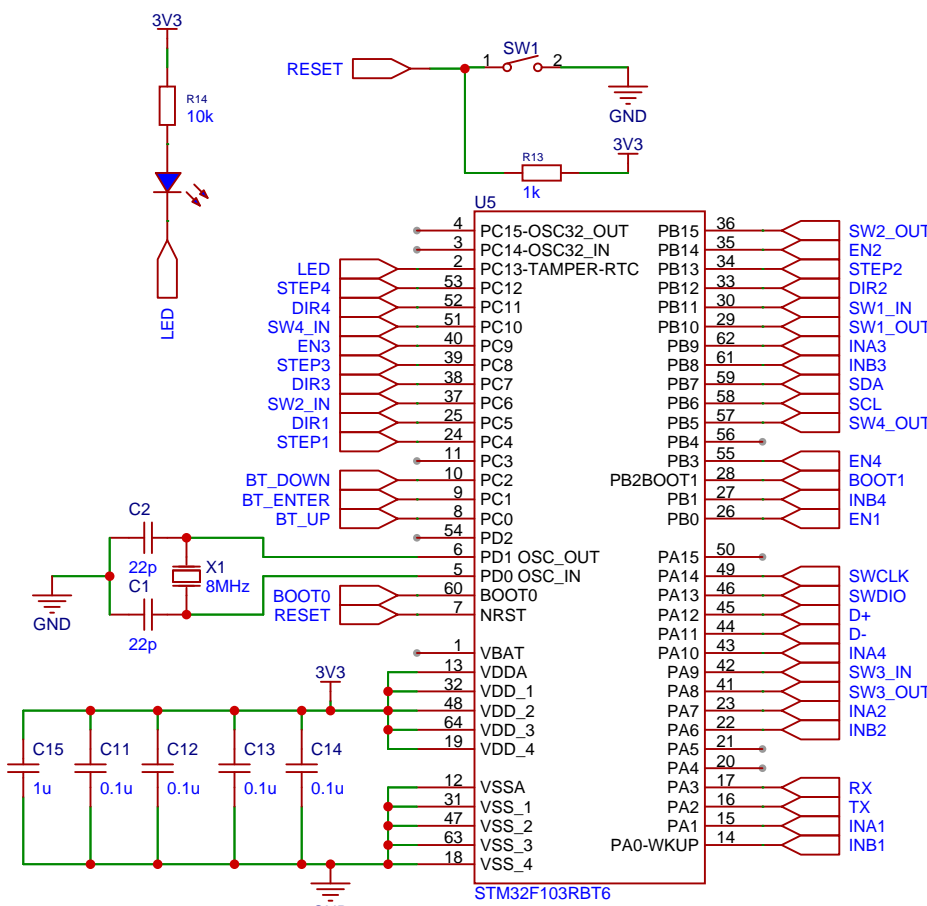 3V3
R14
10k
LED
RESET
1
SW1
2
GND
3V3
R13
1k
U5
4 PC15-OSC32_OUT
3 PC14-OSC32_IN
LED 2 PC13-TAMPER-RTC
STEP4 53 PC12
DIR4 52 PC11
SW4_IN 51 PC10
EN3 40 PC9
STEP3 39 PC8
DIR3 38 PC7
SW2_IN 37 PC6
DIR1 25 PC5
STEP1 24 PC4
11 PC3
BT_DOWN 10 PC2
BT_ENTER 9 PC1
BT_UP 8 PC0
54 PD2
6 PD1 OSC_OUT
5 PD0 OSC_IN
BOOT0 60 BOOT0
RESET 7 NRST
1 VBAT
13 VDDA
32 VDD_1
48 VDD_2
64 VDD_3
19 VDD_4
12 VSSA
31 VSS_1
47 VSS_2
63 VSS_3
18 VSS_4
PB15 36 SW2_OUT
PB14 35 EN2
PB13 34 STEP2
PB12 33 DIR2
PB11 30 SW1_IN
PB10 29 SW1_OUT
PB9 62 INA3
PB8 61 INB3
PB7 59 SDA
PB6 58 SCL
PB5 57 SW4_OUT
PB4 56
PB3 55 EN4
PB2BOOT1 28 BOOT1
PB1 27 INB4
PB0 26 EN1
PA15 50
PA14 49 SWCLK
PA13 46 SWDIO
PA12 45 D+
PA11 44 D-
PA10 43 INA4
PA9 42 SW3_IN
PA8 41 SW3_OUT
PA7 23 INA2
PA6 22 INB2
PA5 21
PA4 20
PA3 17 RX
PA2 16 TX
PA1 15 INA1
PA0-WKUP 14 INB1
STM32F103RBT6
C2
22p
C1
22p
X1
8MHz
GND
3V3
C15
1u
C11
0.1u
C12
0.1u
C13
0.1u
C14
0.1u